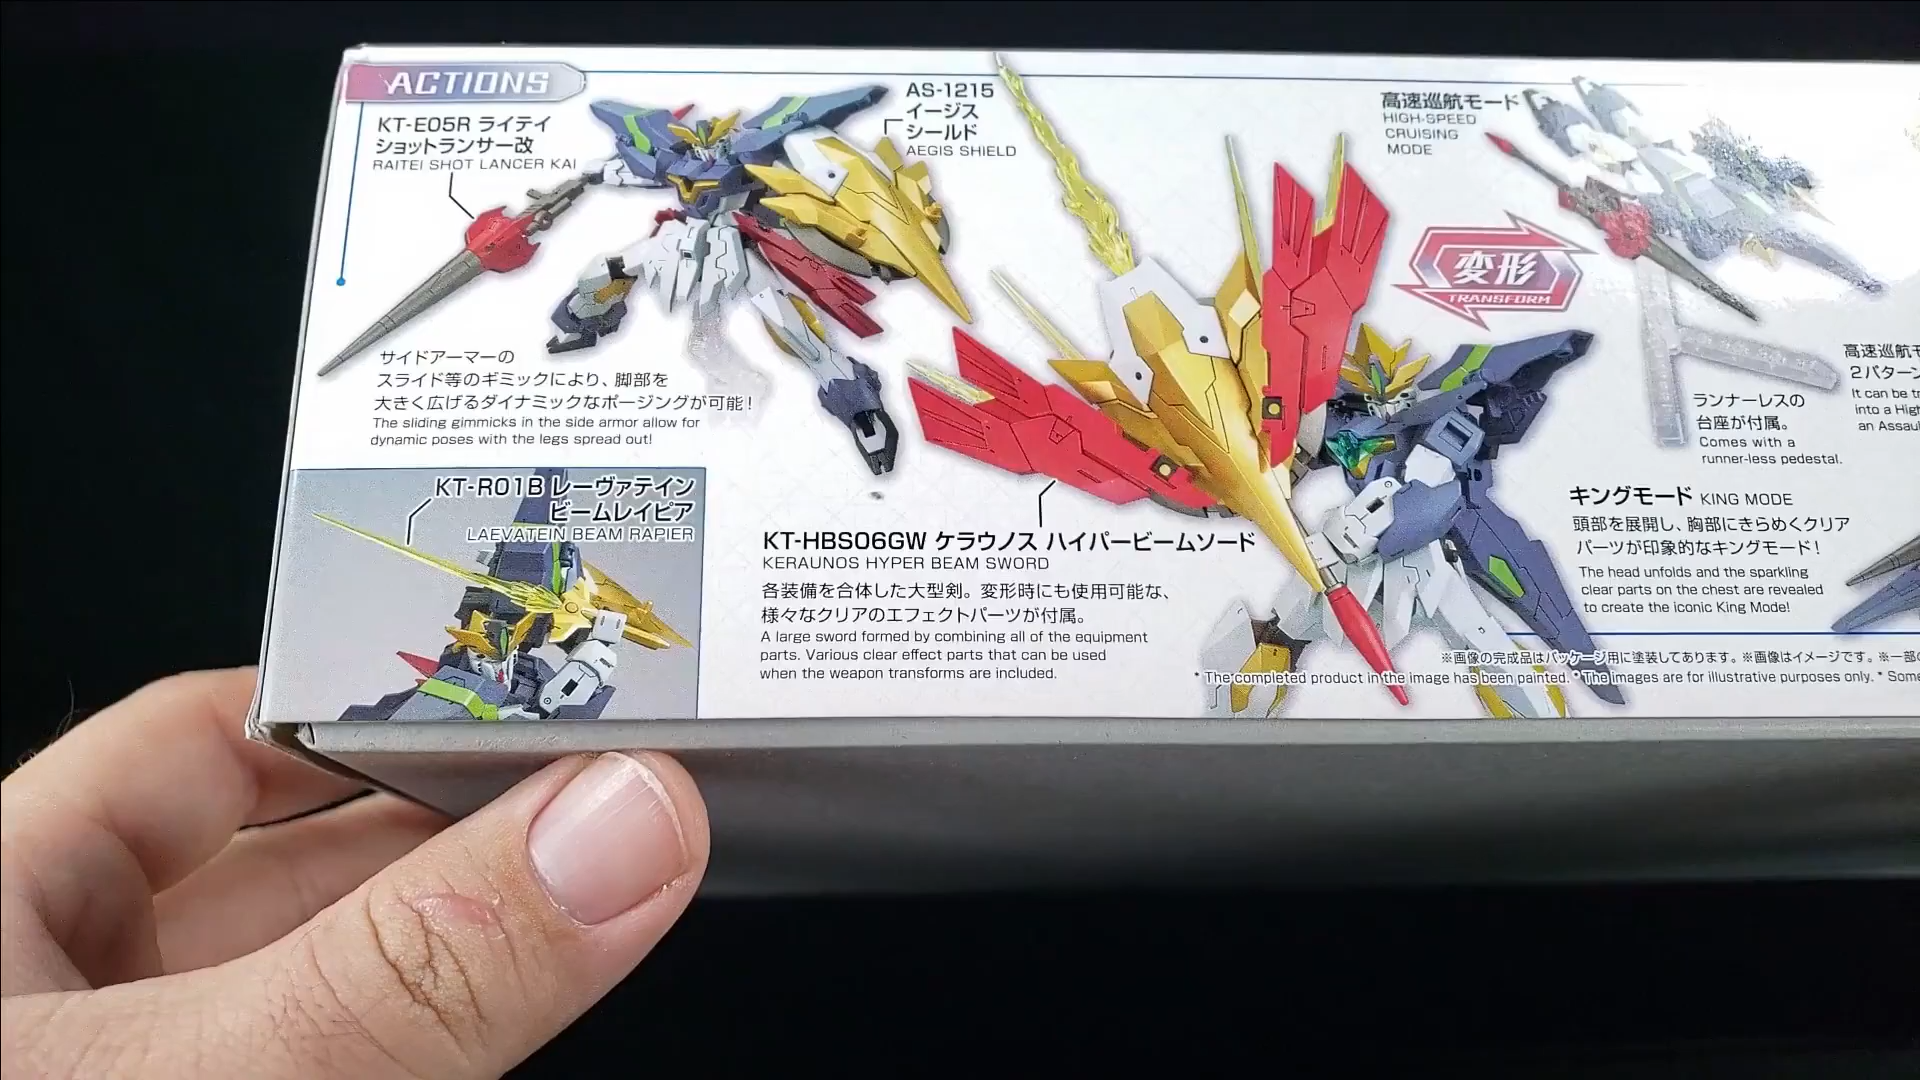 ACTIONS
KT-E05R ライテイ
ショットランサー改
RAITEI SHOT LANCER KAI
AS-1215
イージス
シールド
AEGIS SHIELD
サイドアーマーの
スライド等のギミックにより、脚部を
大きく広げるダイナミックなポージングが可能！
The sliding gimmicks in the side armor allow for
dynamic poses with the legs spread out!
KT-R01B レーヴァテイン
ビームレイピア
LAEVATEIN BEAM RAPIER
KT-HBS06GW ケラウノス ハイパービームソード
KERAUNOS HYPER BEAM SWORD
各装備を合体した大型剣。変形時にも使用可能な、
様々なクリアのエフェクトパーツが付属。
A large sword formed by combining all of the equipment
parts. Various clear effect parts that can be used
when the weapon transforms are included.
高速巡航モード
HIGH-SPEED
CRUISING
MODE
変形
TRANSFORM
ランナーレスの
台座が付属。
Comes with a
runner-less pedestal.
高速巡航モ
2パターン
It can be
into a High
an Assau
キングモード KING MODE
頭部を展開し、胸部にきらめくクリア
パーツが印象的なキングモード！
The head unfolds and the sparkling
clear parts on the chest are revealed
to create the iconic King Mode!
※画像の完成品はパッケージ用に塗装してあります。※画像はイメージです。※一部
* The completed product in the image has been painted. * The images are for illustrative purposes only. * Some